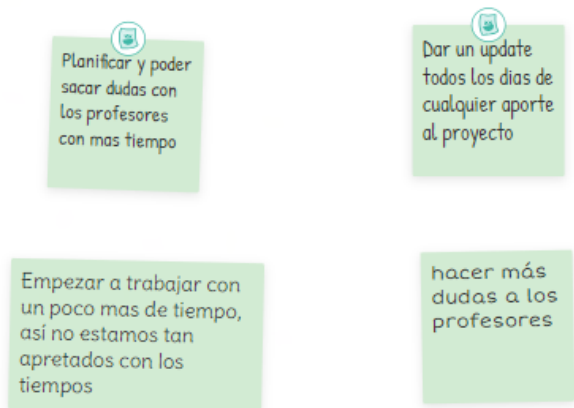 Planificar y poder
sacar dudas con
los profesores
con mas tiempo
Dar un update
todos los dias de
cualquier aporte
al proyecto
Empezar a trabajar con
un poco mas de tiempo,
así no estamos tan
apretados con los
tiempos
hacer más
dudas a los
profesores